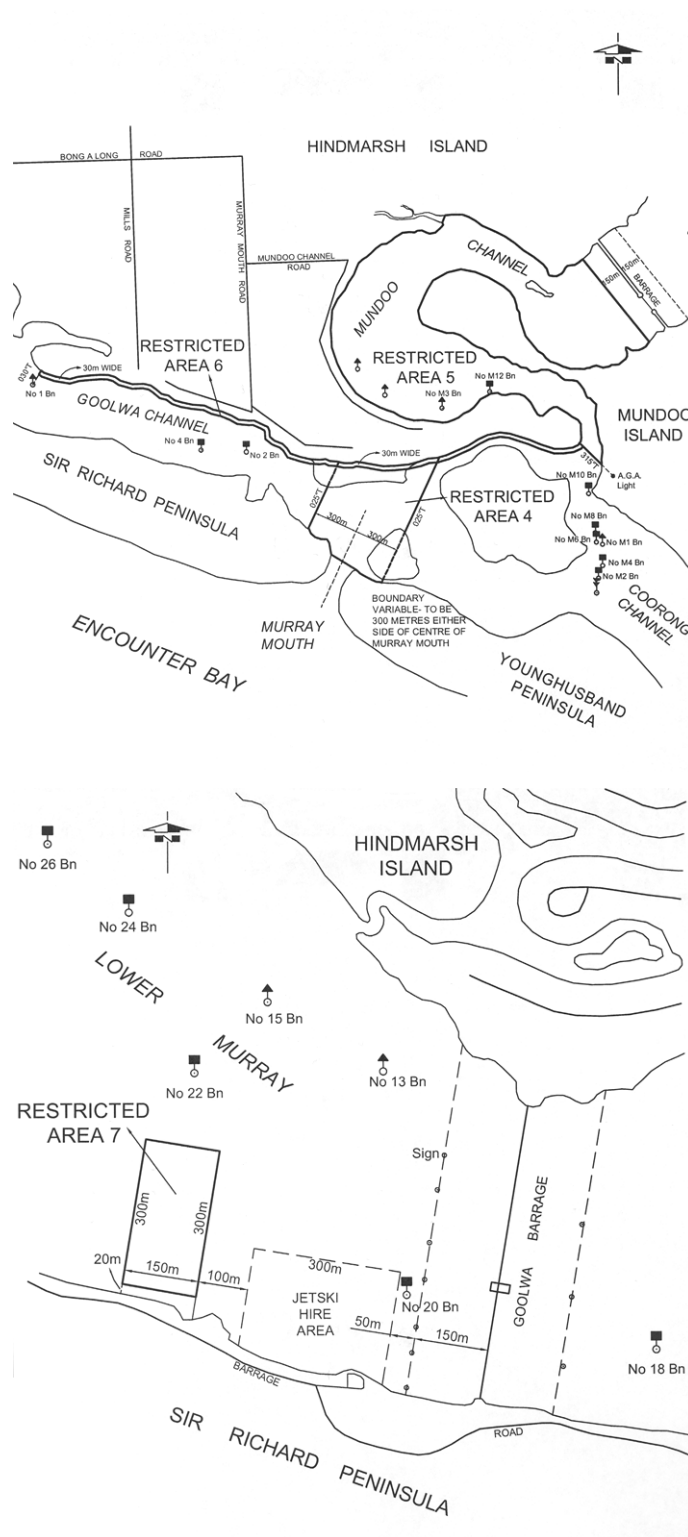 HINDMARSH ISLAND
BONG A LONG ROAD
MILLS ROAD
MURRAY MOUTH ROAD
MUNDOO CHANNEL
ROAD
MUNDOO CHANNEL
150m
150m
BARRAGE
RESTRICTED
AREA 6
RESTRICTED
AREA 5
030°T
30m WIDE
No 1 Bn
No M12 Bn
No M3 Bn
GOOLWA CHANNEL
MUNDOO
ISLAND
No 4 Bn
No 2 Bn
30m WIDE
315°T
A.G.A.
Light
SIR RICHARD PENINSULA
No M10 Bn
RESTRICTED
AREA 4
025°T
025°T
300m
300m
No M8 Bn
No M6 Bn
No M1 Bn
No M4 Bn
No M2 Bn
COORONG
CHANNEL
BOUNDARY
VARIABLE- TO BE
300 METRES EITHER
SIDE OF CENTRE OF
MURRAY MOUTH
MURRAY
MOUTH
ENCOUNTER BAY
YOUNGHUSBAND
PENINSULA
No 26 Bn
HINDMARSH
ISLAND
No 24 Bn
LOWER
No 15 Bn
MURRAY
No 22 Bn
No 13 Bn
RESTRICTED
AREA 7
Sign
300m
300m
GOOLWA BARRAGE
20m
150m
100m
300m
JETSKI
HIRE
AREA
No 20 Bn
50m
150m
No 18 Bn
BARRAGE
ROAD
SIR RICHARD PENINSULA